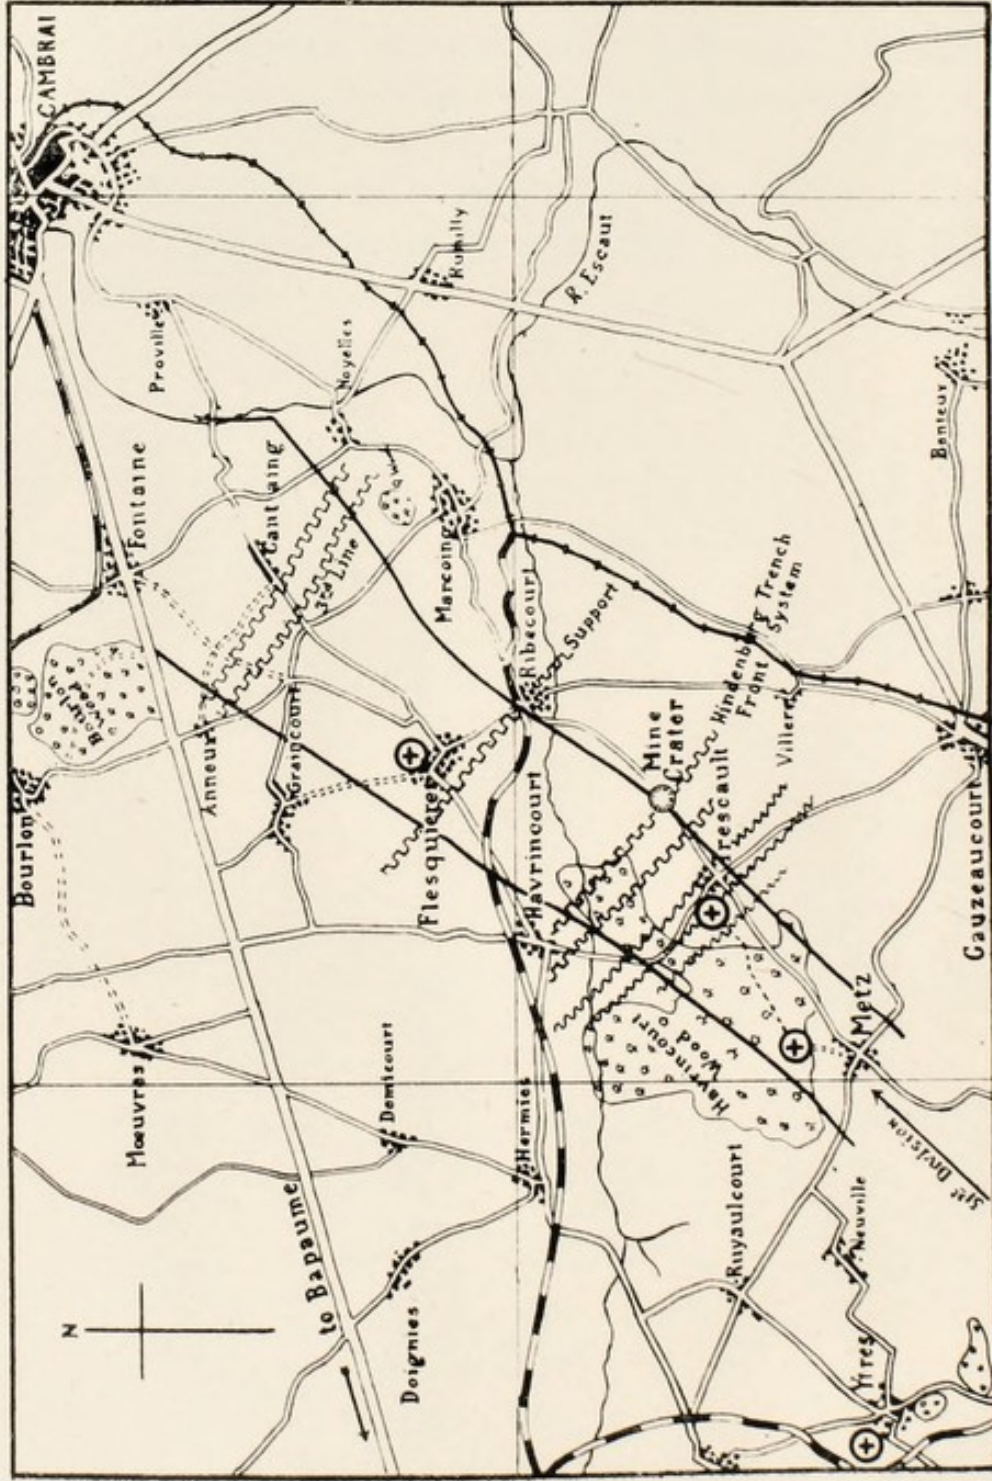 CAMBRAI
Proville
Noyelles
Rumilly
R. Escaut
Fontaine
Cantaing
3rd Line
Marcoing
Bourlon
Bourlon
Wood
Anneux
Graincourt
Flesquieres
Ribecourt
Support
Hindenburg Trench
Front System
Villers
Banteux
Mine
Crater
Trescault
Havrincourt
Havrincourt
Wood
Metz
Gauzeaucourt
Mœuvres
Demicourt
Hermies
Doignies
to Bapaume
N
Ruyaulcourt
Neuville
Ytres
51st Division